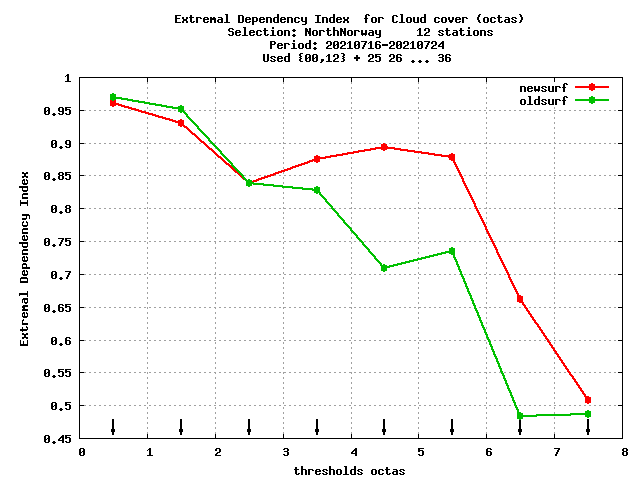 Extremal Dependency Index  for Cloud cover (octas)
Selection: NorthNorway     12 stations
Period: 20210716-20210724
Used {00,12} + 25 26 ... 36
newsurf
oldsurf
Extremal Dependency Index
1
0.95
0.9
0.85
0.8
0.75
0.7
0.65
0.6
0.55
0.5
0.45
0 1 2 3 4 5 6 7 8
thresholds octas